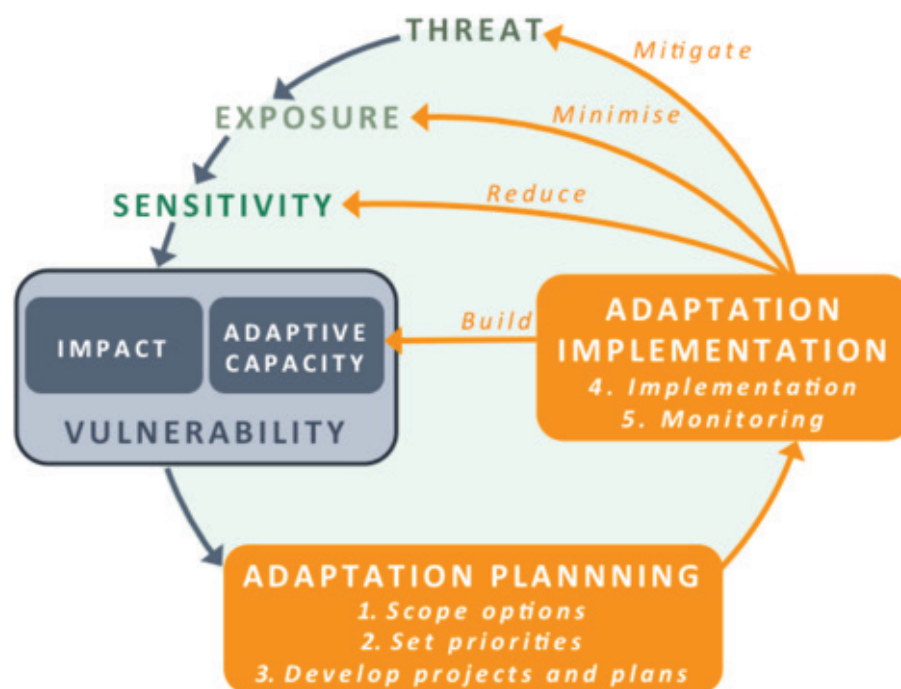 THREAT
Mitigate
EXPOSURE
Minimise
SENSITIVITY
Reduce
IMPACT
ADAPTIVE
CAPACITY
VULNERABILITY
Build
ADAPTATION
IMPLEMENTATION
4. Implementation
5. Monitoring
ADAPTATION PLANNNING
1. Scope options
2. Set priorities
3. Develop projects and plans